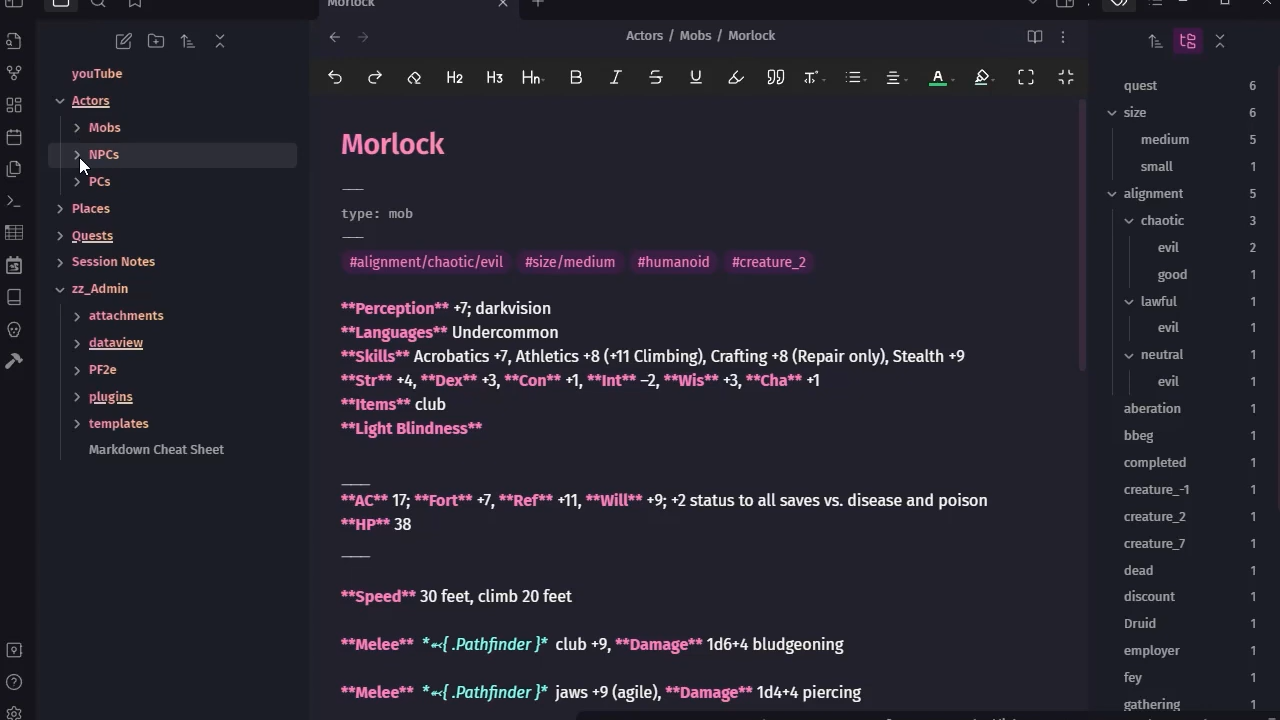 Morlock
youTube
Actors
Mobs
NPCs
PCs
Places
Quests
Session Notes
zz_Admin
attachments
dataview
PF2e
plugins
templates
Markdown Cheat Sheet
Actors / Mobs / Morlock
H2 H3 Hn B I S U A
Morlock
type: mob
#alignment/chaotic/evil #size/medium #humanoid #creature_2
**Perception** +7; darkvision
**Languages** Undercommon
**Skills** Acrobatics +7, Athletics +8 (+11 Climbing), Crafting +8 (Repair only), Stealth +9
**Str** +4, **Dex** +3, **Con** +1, **Int** –2, **Wis** +3, **Cha** +1
**Items** club
**Light Blindness**
**AC** 17; **Fort** +7, **Ref** +11, **Will** +9; +2 status to all saves vs. disease and poison
**HP** 38
**Speed** 30 feet, climb 20 feet
**Melee** *⬻{ .Pathfinder }* club +9, **Damage** 1d6+4 bludgeoning
**Melee** *⬻{ .Pathfinder }* jaws +9 (agile), **Damage** 1d4+4 piercing
quest 6
size 6
medium 5
small 1
alignment 5
chaotic 3
evil 2
good 1
lawful 1
evil 1
neutral 1
evil 1
aberation 1
bbeg 1
completed 1
creature_-1 1
creature_2 1
creature_7 1
dead 1
discount 1
Druid 1
employer 1
fey 1
gathering 1